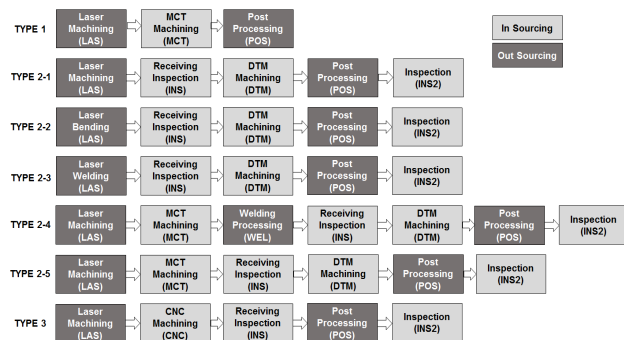 TYPE 1
Laser
Machining
(LAS)
MCT
Machining
(MCT)
Post
Processing
(POS)
In Sourcing
Out Sourcing
TYPE 2-1
Laser
Machining
(LAS)
Receiving
Inspection
(INS)
DTM
Machining
(DTM)
Post
Processing
(POS)
Inspection
(INS2)
TYPE 2-2
Laser
Bending
(LAS)
Receiving
Inspection
(INS)
DTM
Machining
(DTM)
Post
Processing
(POS)
Inspection
(INS2)
TYPE 2-3
Laser
Welding
(LAS)
Receiving
Inspection
(INS)
DTM
Machining
(DTM)
Post
Processing
(POS)
Inspection
(INS2)
TYPE 2-4
Laser
Machining
(LAS)
MCT
Machining
(MCT)
Welding
Processing
(WEL)
Receiving
Inspection
(INS)
DTM
Machining
(DTM)
Post
Processing
(POS)
Inspection
(INS2)
TYPE 2-5
Laser
Machining
(LAS)
MCT
Machining
(MCT)
Receiving
Inspection
(INS)
DTM
Machining
(DTM)
Post
Processing
(POS)
Inspection
(INS2)
TYPE 3
Laser
Machining
(LAS)
CNC
Machining
(CNC)
Receiving
Inspection
(INS)
Post
Processing
(POS)
Inspection
(INS2)